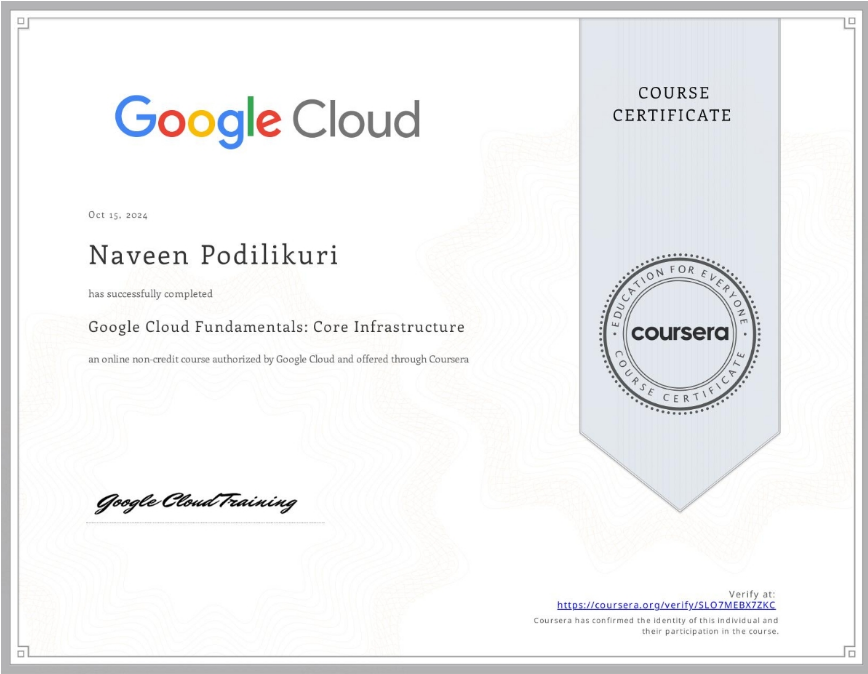 Google Cloud
COURSE
CERTIFICATE
Oct 15, 2024
Naveen Podilikuri
has successfully completed
Google Cloud Fundamentals: Core Infrastructure
an online non-credit course authorized by Google Cloud and offered through Coursera
EDUCATION FOR EVERYONE
coursera
COURSE CERTIFICATE
Google Cloud Training
Verify at:
https://coursera.org/verify/SLO7MEBX7ZKC
Coursera has confirmed the identity of this individual and
their participation in the course.